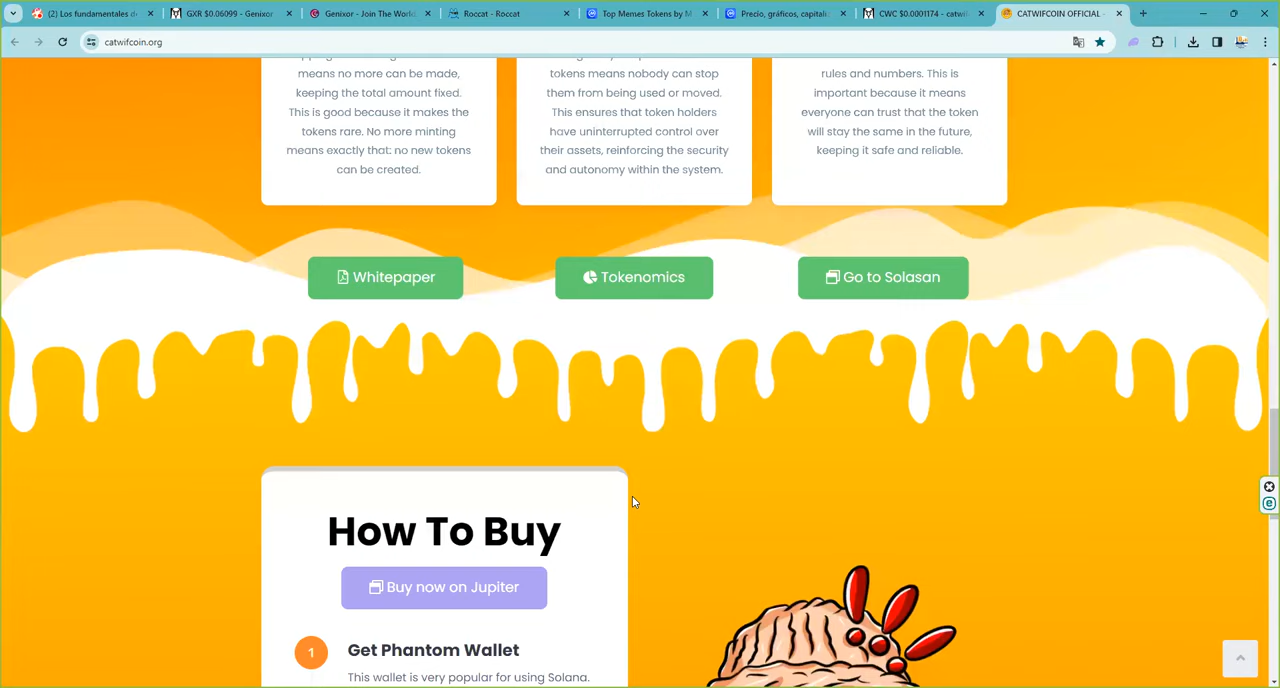 (2) Los fundamentales d
GXR $0.06099 - Genixor
Genixor - Join The World
Roccat - Roccat
Top Memes Tokens by M
Precio, gráficos, capitali
CWC $0.0001174 - catwif
CATWIFCOIN OFFICIAL
catwifcoin.org
means no more can be made,
keeping the total amount fixed.
This is good because it makes the
tokens rare. No more minting
means exactly that: no new tokens
can be created.
tokens means nobody can stop
them from being used or moved.
This ensures that token holders
have uninterrupted control over
their assets, reinforcing the security
and autonomy within the system.
rules and numbers. This is
important because it means
everyone can trust that the token
will stay the same in the future,
keeping it safe and reliable.
Whitepaper
Tokenomics
Go to Solasan
How To Buy
Buy now on Jupiter
1
Get Phantom Wallet
This wallet is very popular for using Solana.